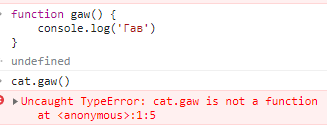 function gaw() {
console.log('Гав')
}
undefined
cat.gaw()
Uncaught TypeError: cat.gaw is not a function
at <anonymous>:1:5